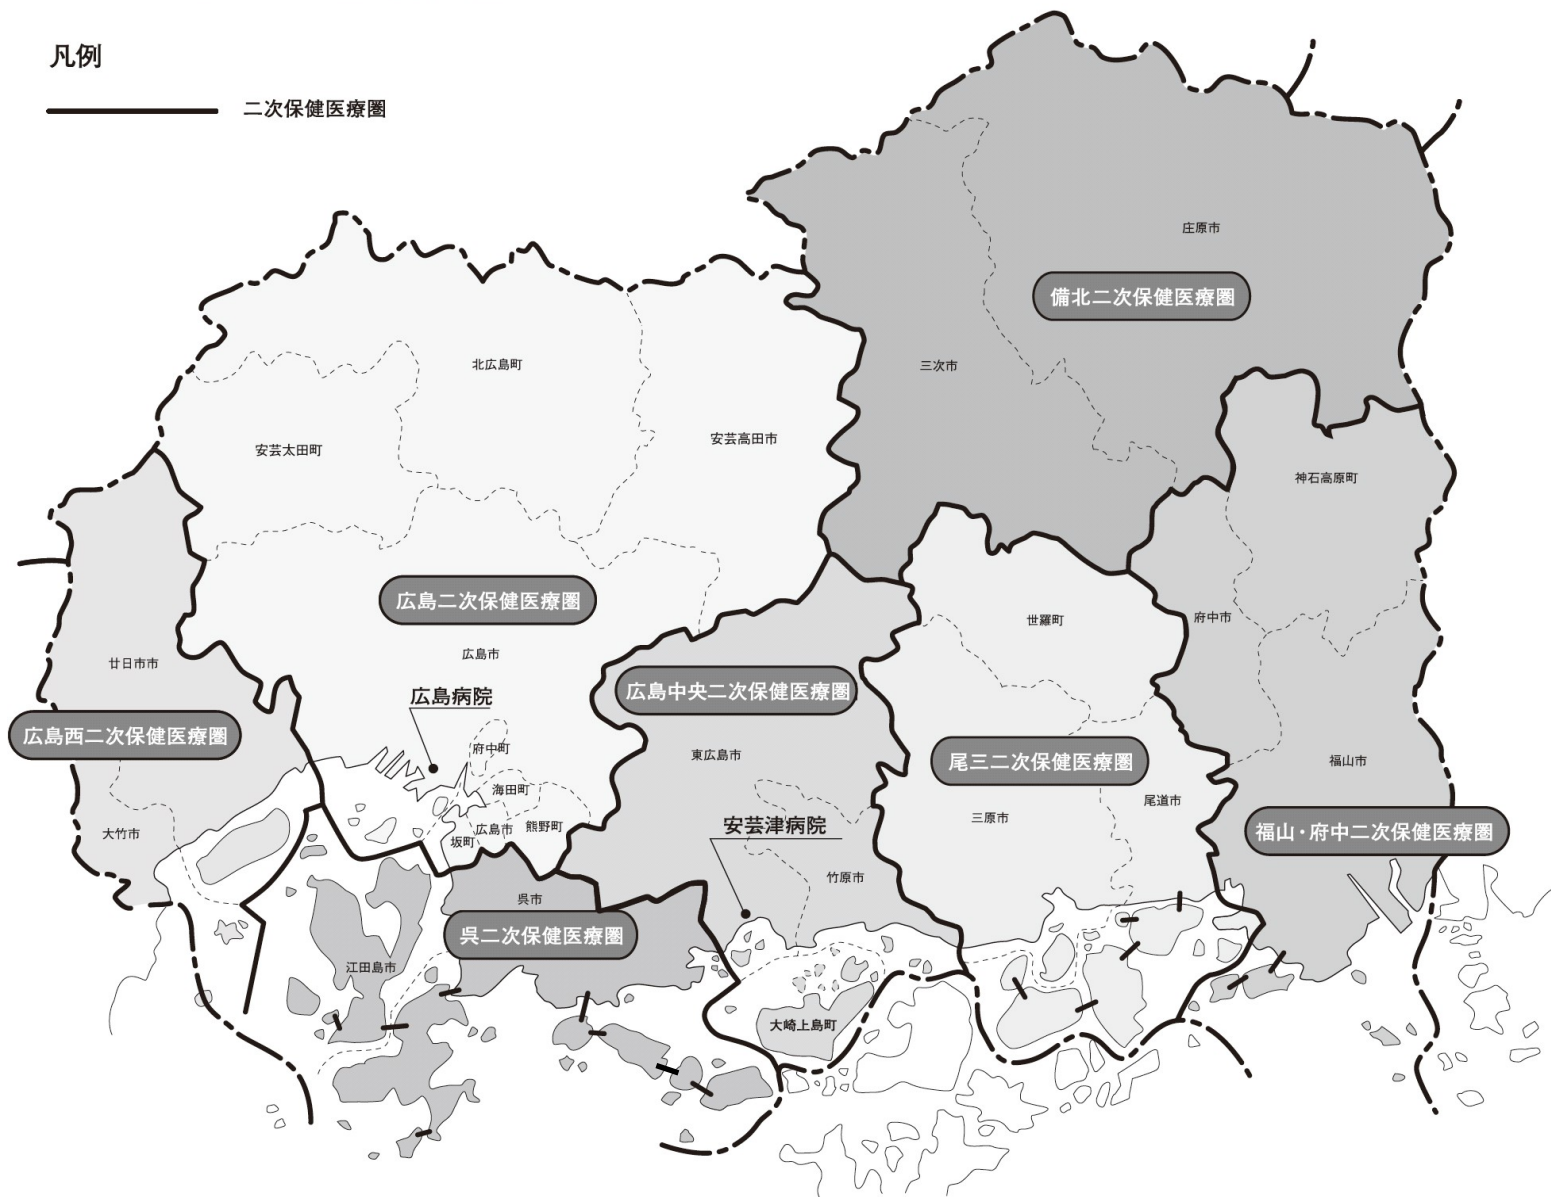 凡例
二次保健医療圏
庄原市
備北二次保健医療圏
三次市
北広島町
安芸高田市
安芸太田町
神石高原町
広島二次保健医療圏
府中市
世羅町
広島市
廿日市市
広島中央二次保健医療圏
広島病院
広島西二次保健医療圏
府中町
東広島市
尾三二次保健医療圏
福山市
海田町
尾道市
三原市
大竹市
広島市
熊野町
坂町
安芸津病院
福山・府中二次保健医療圏
竹原市
呉市
呉二次保健医療圏
江田島市
大崎上島町